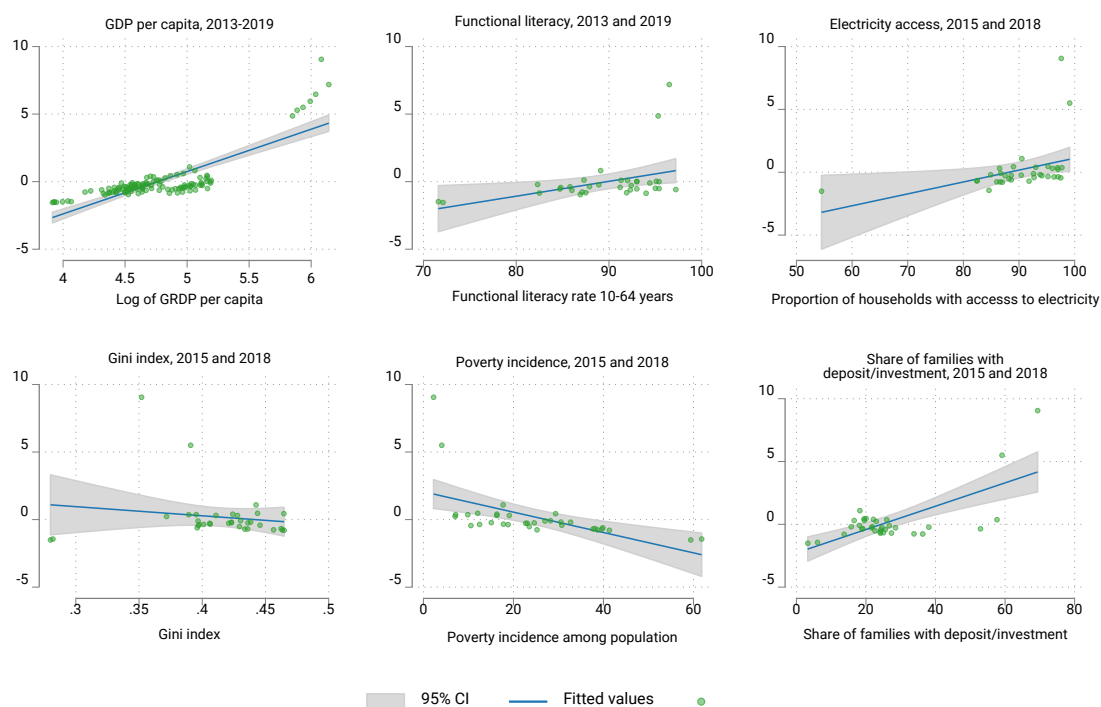 GDP per capita, 2013-2019
10
5
0
-5
4 4.5 5 5.5 6
Log of GRDP per capita
Functional literacy, 2013 and 2019
10
5
0
-5
70 80 90 100
Functional literacy rate 10-64 years
Electricity access, 2015 and 2018
10
5
0
-5
50 60 70 80 90 100
Proportion of households with accesss to electricity
Gini index, 2015 and 2018
10
5
0
-5
.3 .35 .4 .45 .5
Gini index
Poverty incidence, 2015 and 2018
10
5
0
-5
0 20 40 60
Poverty incidence among population
Share of families with
deposit/investment, 2015 and 2018
10
5
0
-5
0 20 40 60 80
Share of families with deposit/investment
95% CI Fitted values